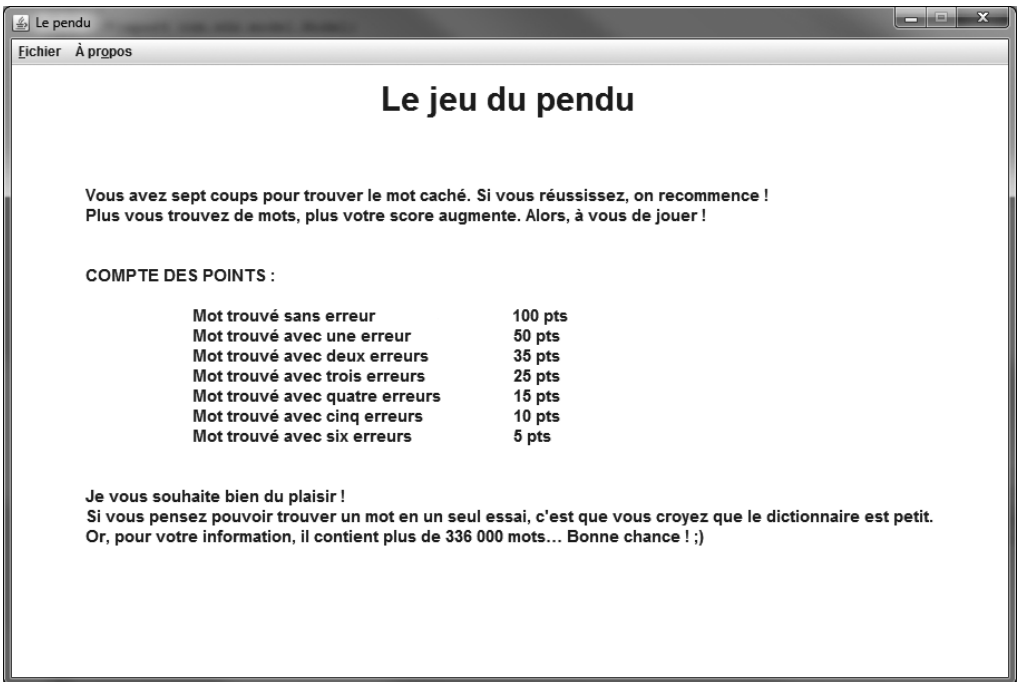 Le pendu
Fichier À propos
Le jeu du pendu
Vous avez sept coups pour trouver le mot caché. Si vous réussissez, on recommence !
Plus vous trouvez de mots, plus votre score augmente. Alors, à vous de jouer !
COMPTE DES POINTS :
Mot trouvé sans erreur 100 pts
Mot trouvé avec une erreur 50 pts
Mot trouvé avec deux erreurs 35 pts
Mot trouvé avec trois erreurs 25 pts
Mot trouvé avec quatre erreurs 15 pts
Mot trouvé avec cinq erreurs 10 pts
Mot trouvé avec six erreurs 5 pts
Je vous souhaite bien du plaisir !
Si vous pensez pouvoir trouver un mot en un seul essai, c'est que vous croyez que le dictionnaire est petit.
Or, pour votre information, il contient plus de 336 000 mots… Bonne chance ! ;)